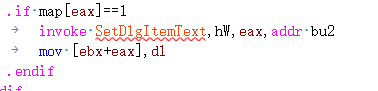 .if map[eax]==1
invoke SetDlgItemText,hW,eax,addr bu2
mov [ebx+eax],dl
.endif